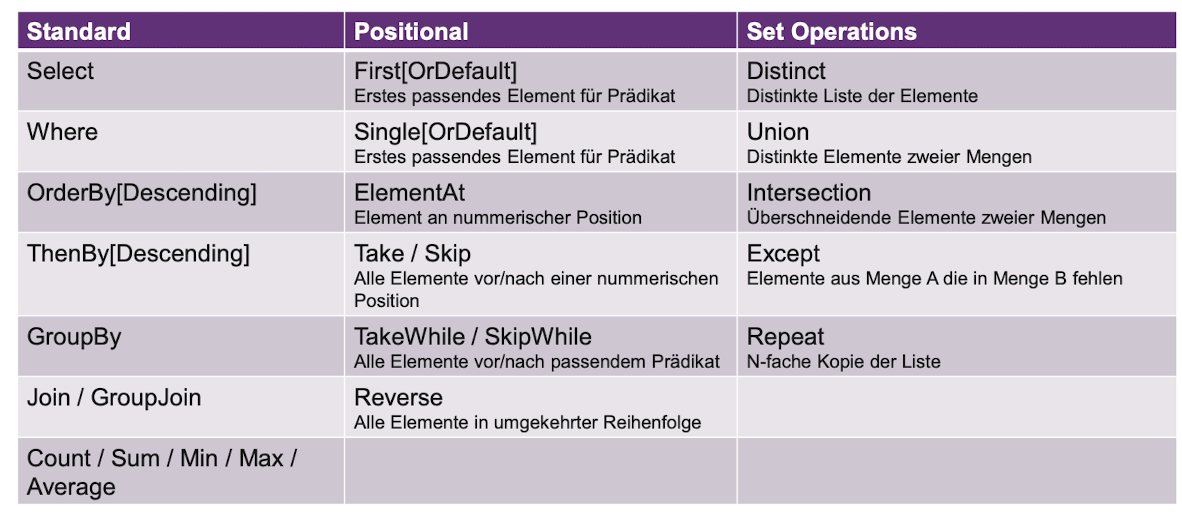 Standard
Positional
Set Operations
Select
First[OrDefault]
Erstes passendes Element für Prädikat
Distinct
Distinkte Liste der Elemente
Where
Single[OrDefault]
Erstes passendes Element für Prädikat
Union
Distinkte Elemente zweier Mengen
OrderBy[Descending]
ElementAt
Element an nummerischer Position
Intersection
Überschneidende Elemente zweier Mengen
ThenBy[Descending]
Take / Skip
Alle Elemente vor/nach einer nummerischen
Position
Except
Elemente aus Menge A die in Menge B fehlen
GroupBy
TakeWhile / SkipWhile
Alle Elemente vor/nach passendem Prädikat
Repeat
N-fache Kopie der Liste
Join / GroupJoin
Reverse
Alle Elemente in umgekehrter Reihenfolge
Count / Sum / Min / Max /
Average